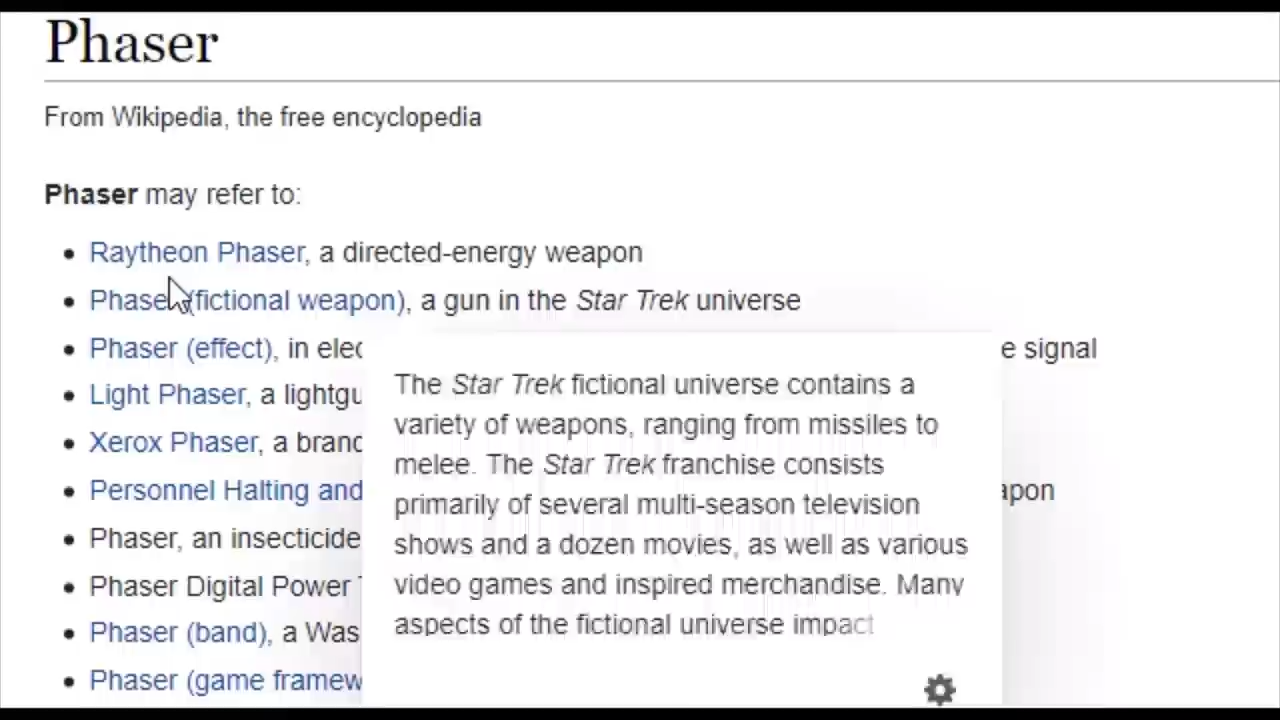 Phaser
From Wikipedia, the free encyclopedia
Phaser may refer to:
Raytheon Phaser, a directed-energy weapon
Phaser (fictional weapon), a gun in the Star Trek universe
Phaser (effect), in elec e signal
Light Phaser, a lightgu
Xerox Phaser, a brand
Personnel Halting and apon
Phaser, an insecticide
Phaser Digital Power
Phaser (band), a Was
Phaser (game framew
The Star Trek fictional universe contains a
variety of weapons, ranging from missiles to
melee. The Star Trek franchise consists
primarily of several multi-season television
shows and a dozen movies, as well as various
video games and inspired merchandise. Many
aspects of the fictional universe impact